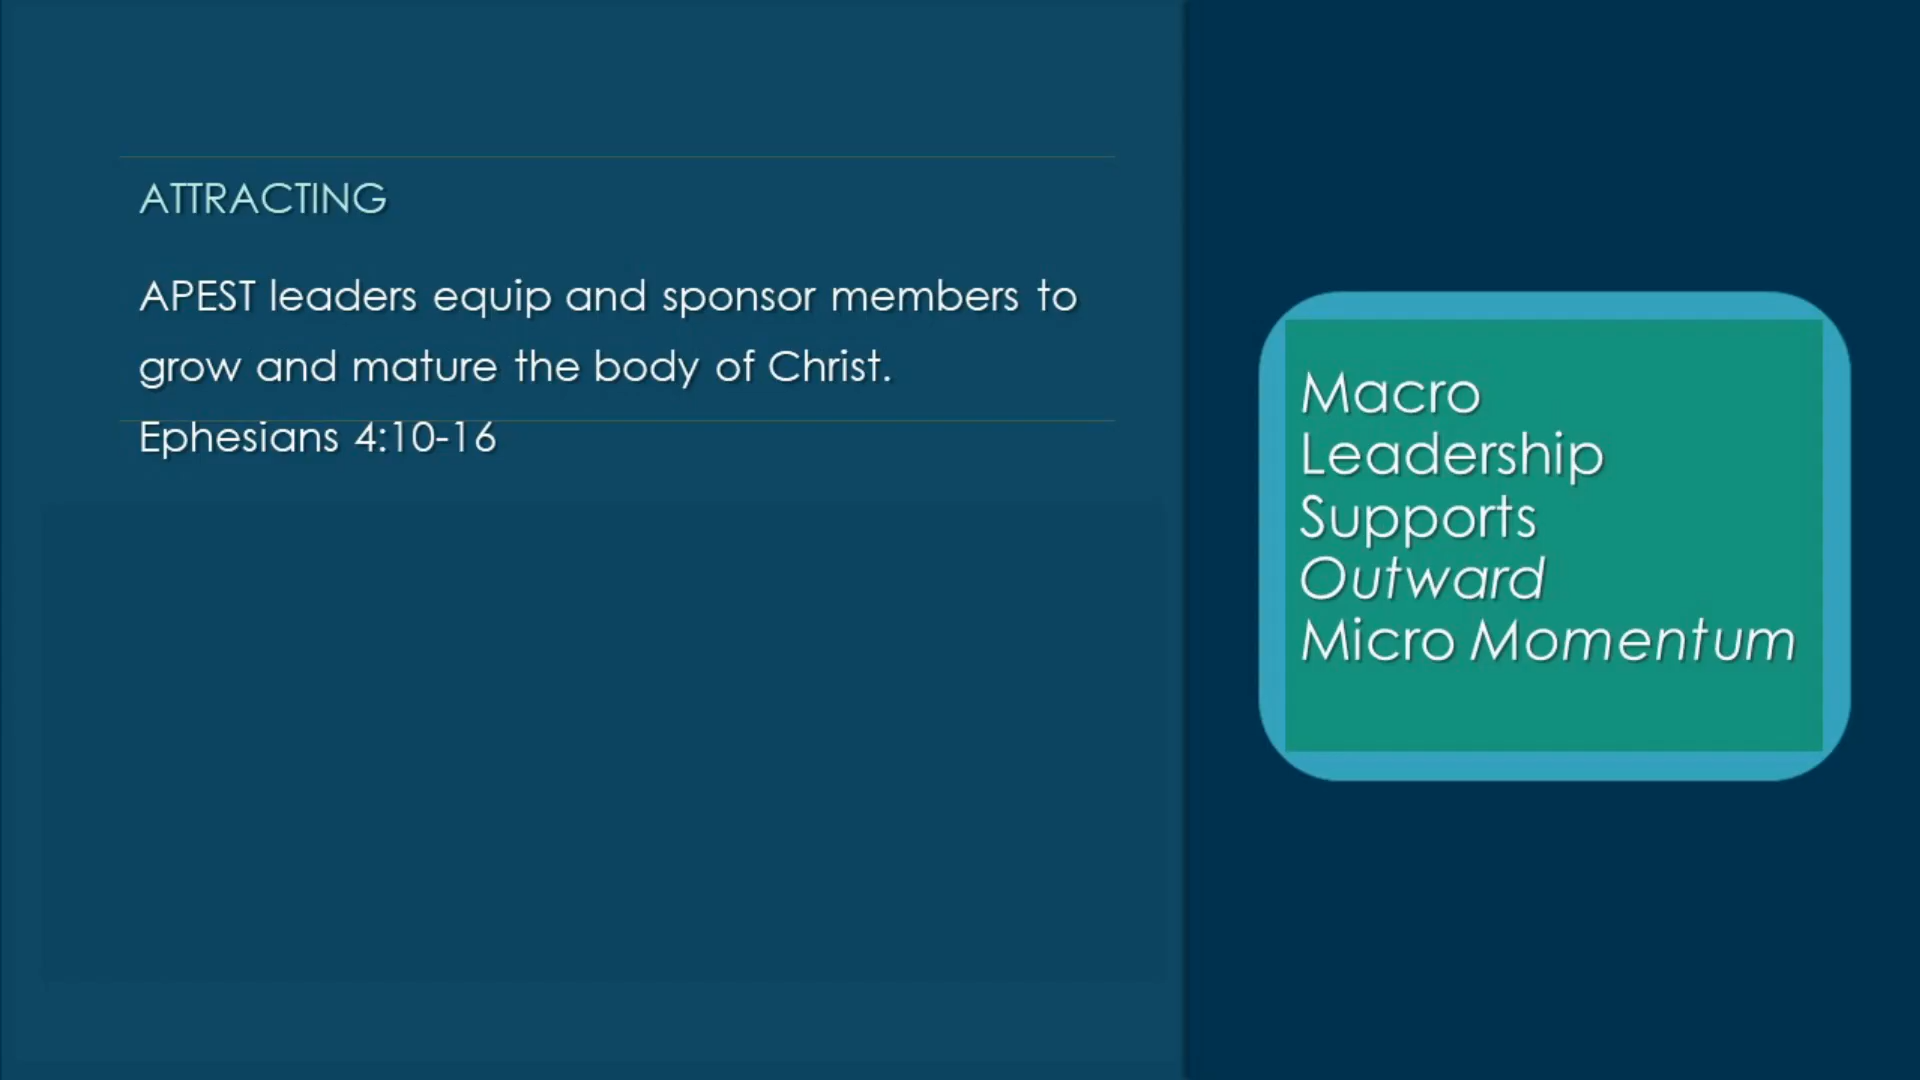 ATTRACTING
APEST leaders equip and sponsor members to
grow and mature the body of Christ.
Ephesians 4:10-16
Macro
Leadership
Supports
Outward
Micro Momentum